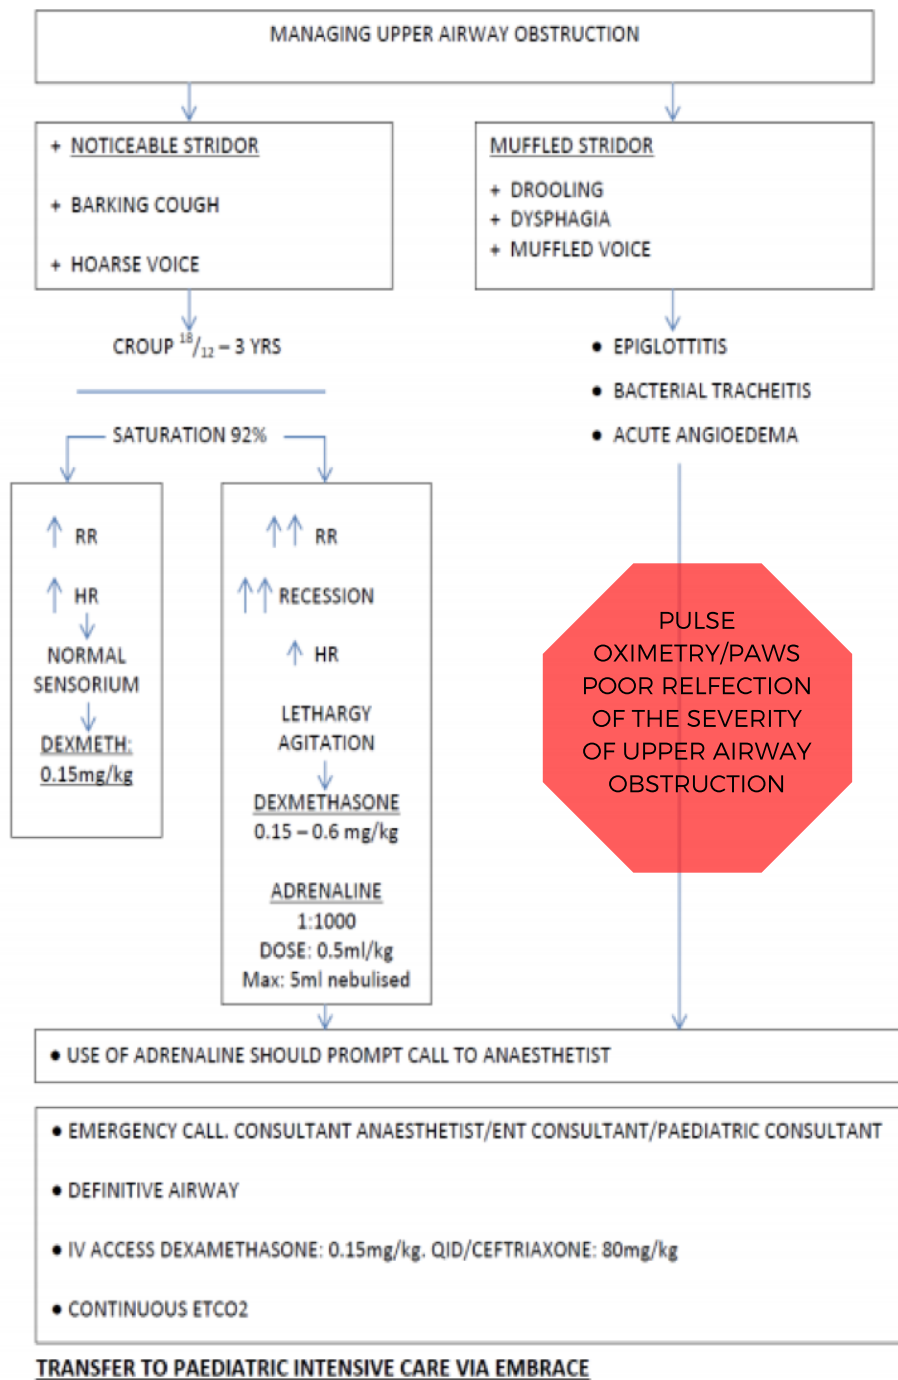 MANAGING UPPER AIRWAY OBSTRUCTION
+ NOTICEABLE STRIDOR
+ BARKING COUGH
+ HOARSE VOICE
MUFFLED STRIDOR
+ DROOLING
+ DYSPHAGIA
+ MUFFLED VOICE
CROUP 18/12 – 3 YRS
● EPIGLOTTITIS
● BACTERIAL TRACHEITIS
● ACUTE ANGIOEDEMA
SATURATION 92%
↑ RR
↑ HR
NORMAL
SENSORIUM
DEXMETH:
0.15mg/kg
↑↑ RR
↑↑ RECESSION
↑ HR
LETHARGY
AGITATION
DEXMETHASONE
0.15 – 0.6 mg/kg
ADRENALINE
1:1000
DOSE: 0.5ml/kg
Max: 5ml nebulised
PULSE
OXIMETRY/PAWS
POOR RELFECTION
OF THE SEVERITY
OF UPPER AIRWAY
OBSTRUCTION
● USE OF ADRENALINE SHOULD PROMPT CALL TO ANAESTHETIST
● EMERGENCY CALL. CONSULTANT ANAESTHETIST/ENT CONSULTANT/PAEDIATRIC CONSULTANT
● DEFINITIVE AIRWAY
● IV ACCESS DEXAMETHASONE: 0.15mg/kg. QID/CEFTRIAXONE: 80mg/kg
● CONTINUOUS ETCO2
TRANSFER TO PAEDIATRIC INTENSIVE CARE VIA EMBRACE